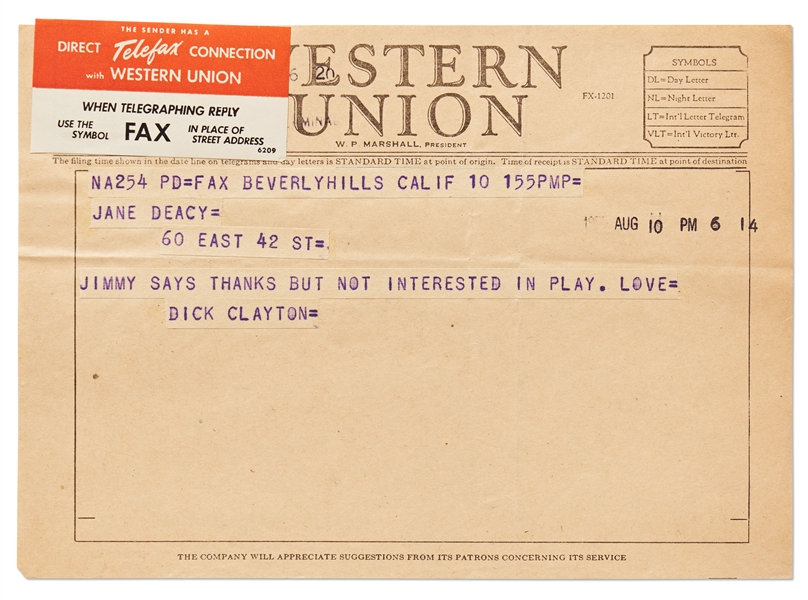 THE SENDER HAS A
DIRECT Telefax CONNECTION
with WESTERN UNION
WHEN TELEGRAPHING REPLY
USE THE SYMBOL FAX IN PLACE OF STREET ADDRESS
6209
WESTERN
UNION
20
W. P. MARSHALL, PRESIDENT
FX-1201
SYMBOLS
DL=Day Letter
NL=Night Letter
LT=Int'l Letter Telegram
VLT=Int'l Victory Ltr.
The filing time shown in the date line on telegrams and day letters is STANDARD TIME at point of origin. Time of receipt is STANDARD TIME at point of destination
NA254 PD=FAX BEVERLYHILLS CALIF 10 155PMP=
JANE DEACY=
AUG 10 PM 6 14
60 EAST 42 ST=
JIMMY SAYS THANKS BUT NOT INTERESTED IN PLAY. LOVE=
DICK CLAYTON=
THE COMPANY WILL APPRECIATE SUGGESTIONS FROM ITS PATRONS CONCERNING ITS SERVICE